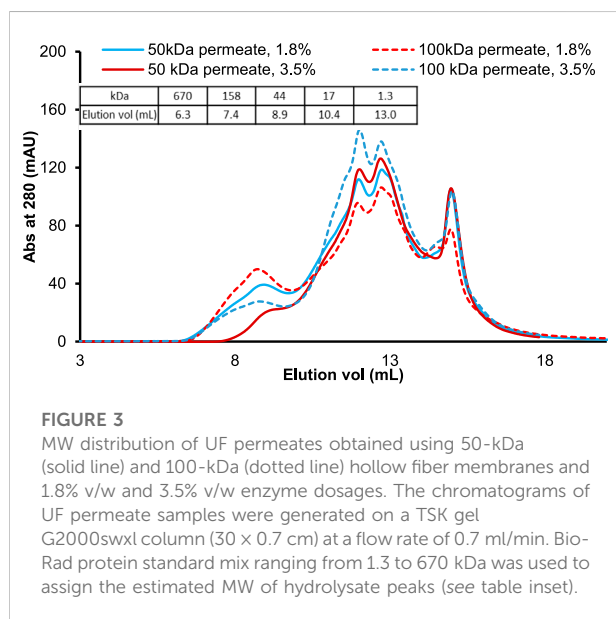 200
160
120
80
40
0
Abs at 280 (mAU)
50kDa permeate, 1.8%
100kDa permeate, 1.8%
50 kDa permeate, 3.5%
100 kDa permeate, 3.5%
kDa 670 158 44 17 1.3
Elution vol (mL) 6.3 7.4 8.9 10.4 13.0
3 8 13 18
Elution vol (mL)
FIGURE 3
MW distribution of UF permeates obtained using 50-kDa
(solid line) and 100-kDa (dotted line) hollow fiber membranes and
1.8% v/w and 3.5% v/w enzyme dosages. The chromatograms of
UF permeate samples were generated on a TSK gel
G2000swxl column (30 × 0.7 cm) at a flow rate of 0.7 ml/min. Bio-
Rad protein standard mix ranging from 1.3 to 670 kDa was used to
assign the estimated MW of hydrolysate peaks (see table inset).